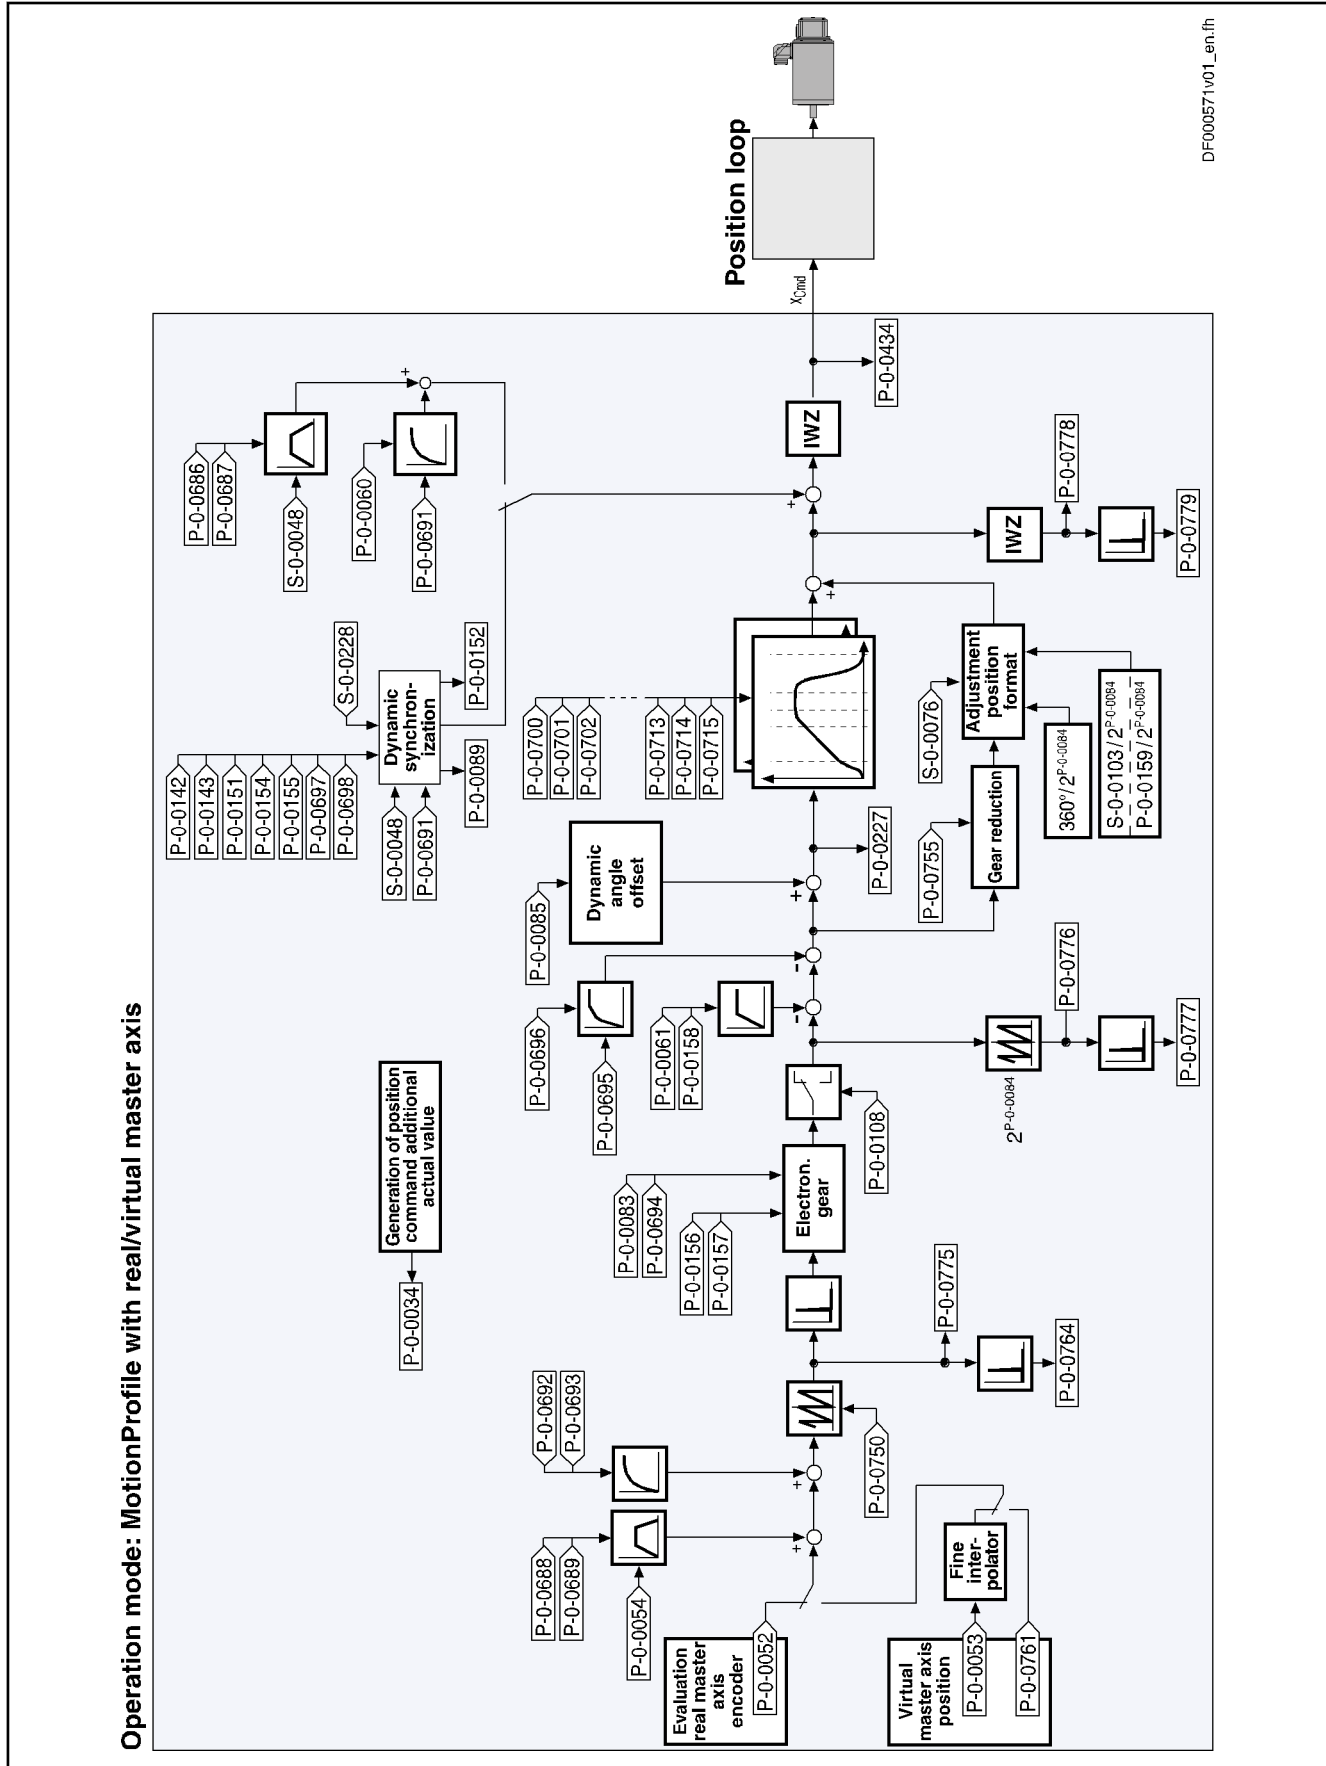 Operation mode: MotionProfile with real/virtual master axis
P-0-0142
P-0-0143
P-0-0151
P-0-0154
P-0-0155
P-0-0697
P-0-0698
S-0-0228
S-0-0048
P-0-0691
Dynamic
synchron-
ization
P-0-0089
P-0-0152
P-0-0686
P-0-0687
S-0-0048
P-0-0060
P-0-0691
+
P-0-0034
Generation of position
command additional
actual value
P-0-0688
P-0-0689
P-0-0054
P-0-0692
P-0-0693
P-0-0083
P-0-0694
P-0-0156
P-0-0157
P-0-0696
P-0-0695
P-0-0061
P-0-0158
P-0-0085
Dynamic
angle
offset
P-0-0700
P-0-0701
P-0-0702
P-0-0713
P-0-0714
P-0-0715
Evaluation
real master
axis
encoder
P-0-0052
+
+
Electron.
gear
-
-
+
+
+
IWZ
xCmd
Position loop
P-0-0750
P-0-0108
P-0-0227
P-0-0434
Virtual
master axis
position
P-0-0053
P-0-0761
Fine
inter-
polator
P-0-0775
P-0-0764
2P-0-0084
P-0-0776
P-0-0777
P-0-0755
Gear reduction
S-0-0076
Adjustment
position
format
360°/2P-0-0084
S-0-0103/2P-0-0084
P-0-0159/2P-0-0084
IWZ
P-0-0778
P-0-0779
DF000571v01_en.fh